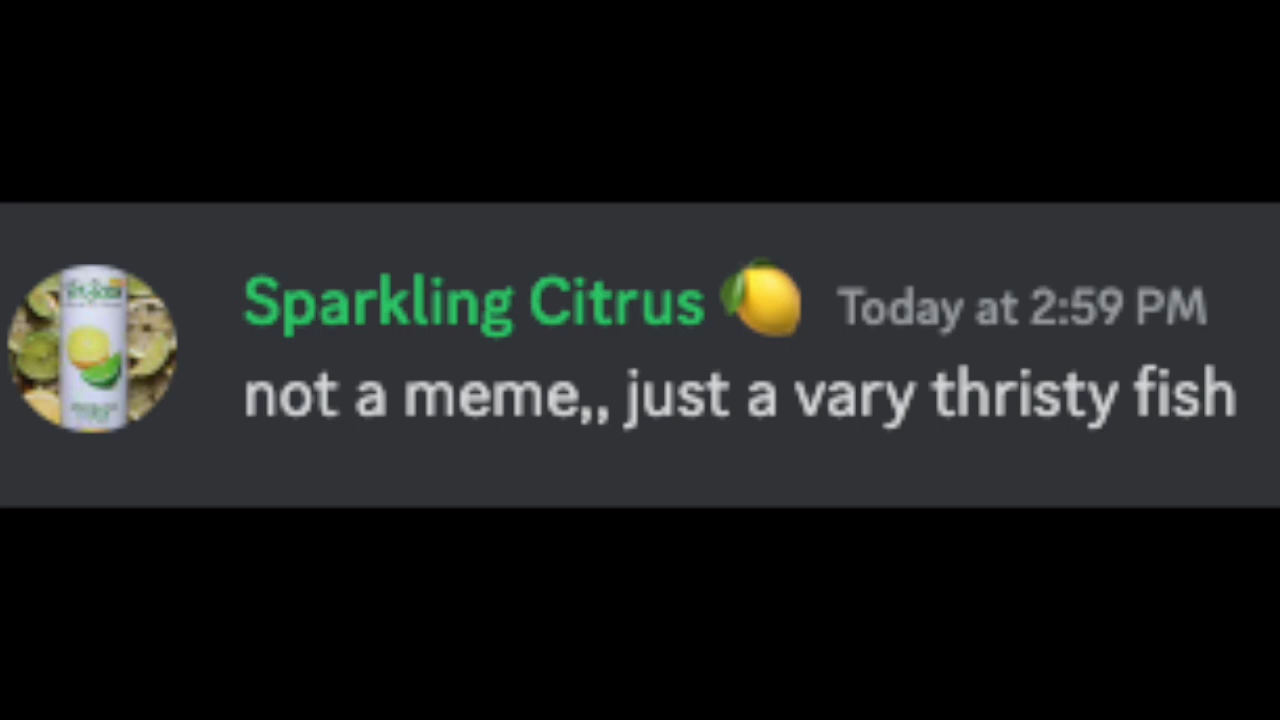 Sparkling Citrus 🍋 Today at 2:59 PM
not a meme,, just a vary thristy fish